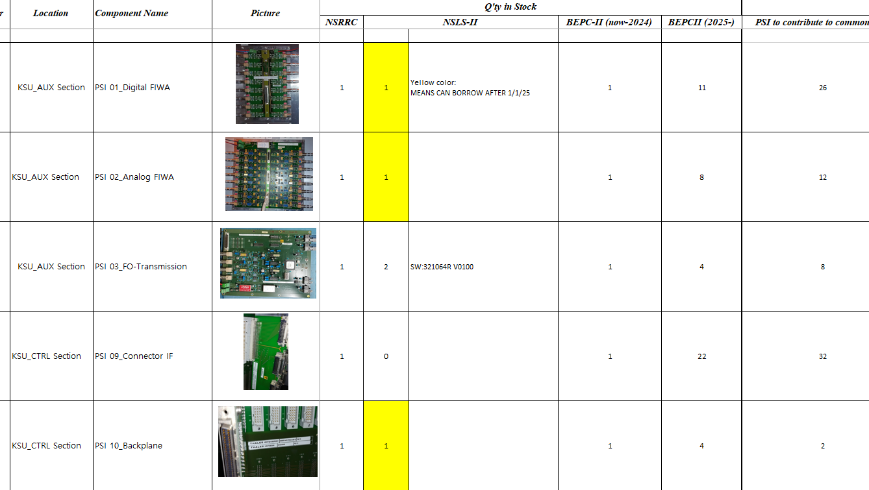 Q'ty in Stock
r Location Component Name Picture NSRRC NSLS-II BEPC-II (now-2024) BEPCII (2025-) PSI to contribute to common
KSU_AUX Section PSI 01_Digital FIWA 1 1 Yellow color: 1 11 26
MEANS CAN BORROW AFTER 1/1/25
KSU_AUX Section PSI 02_Analog FIWA 1 1 1 8 12
KSU_AUX Section PSI 03_FO-Transmission 1 2 SW:321064R V0100 1 4 8
KSU_CTRL Section PSI 09_Connector IF 1 0 1 22 32
KSU_CTRL Section PSI 10_Backplane 1 1 1 4 2